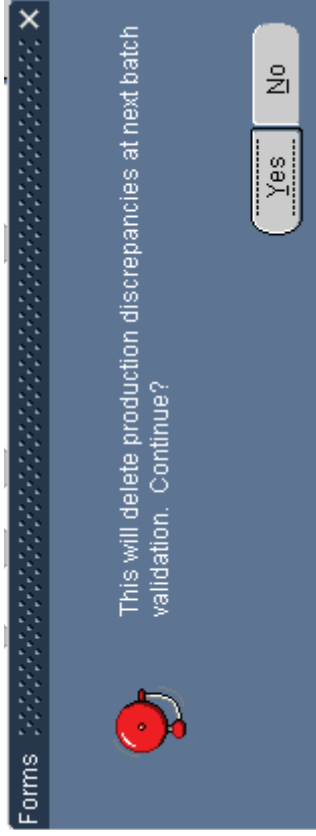 Forms
This will delete production discrepancies at next batch
validation. Continue?
Yes
No